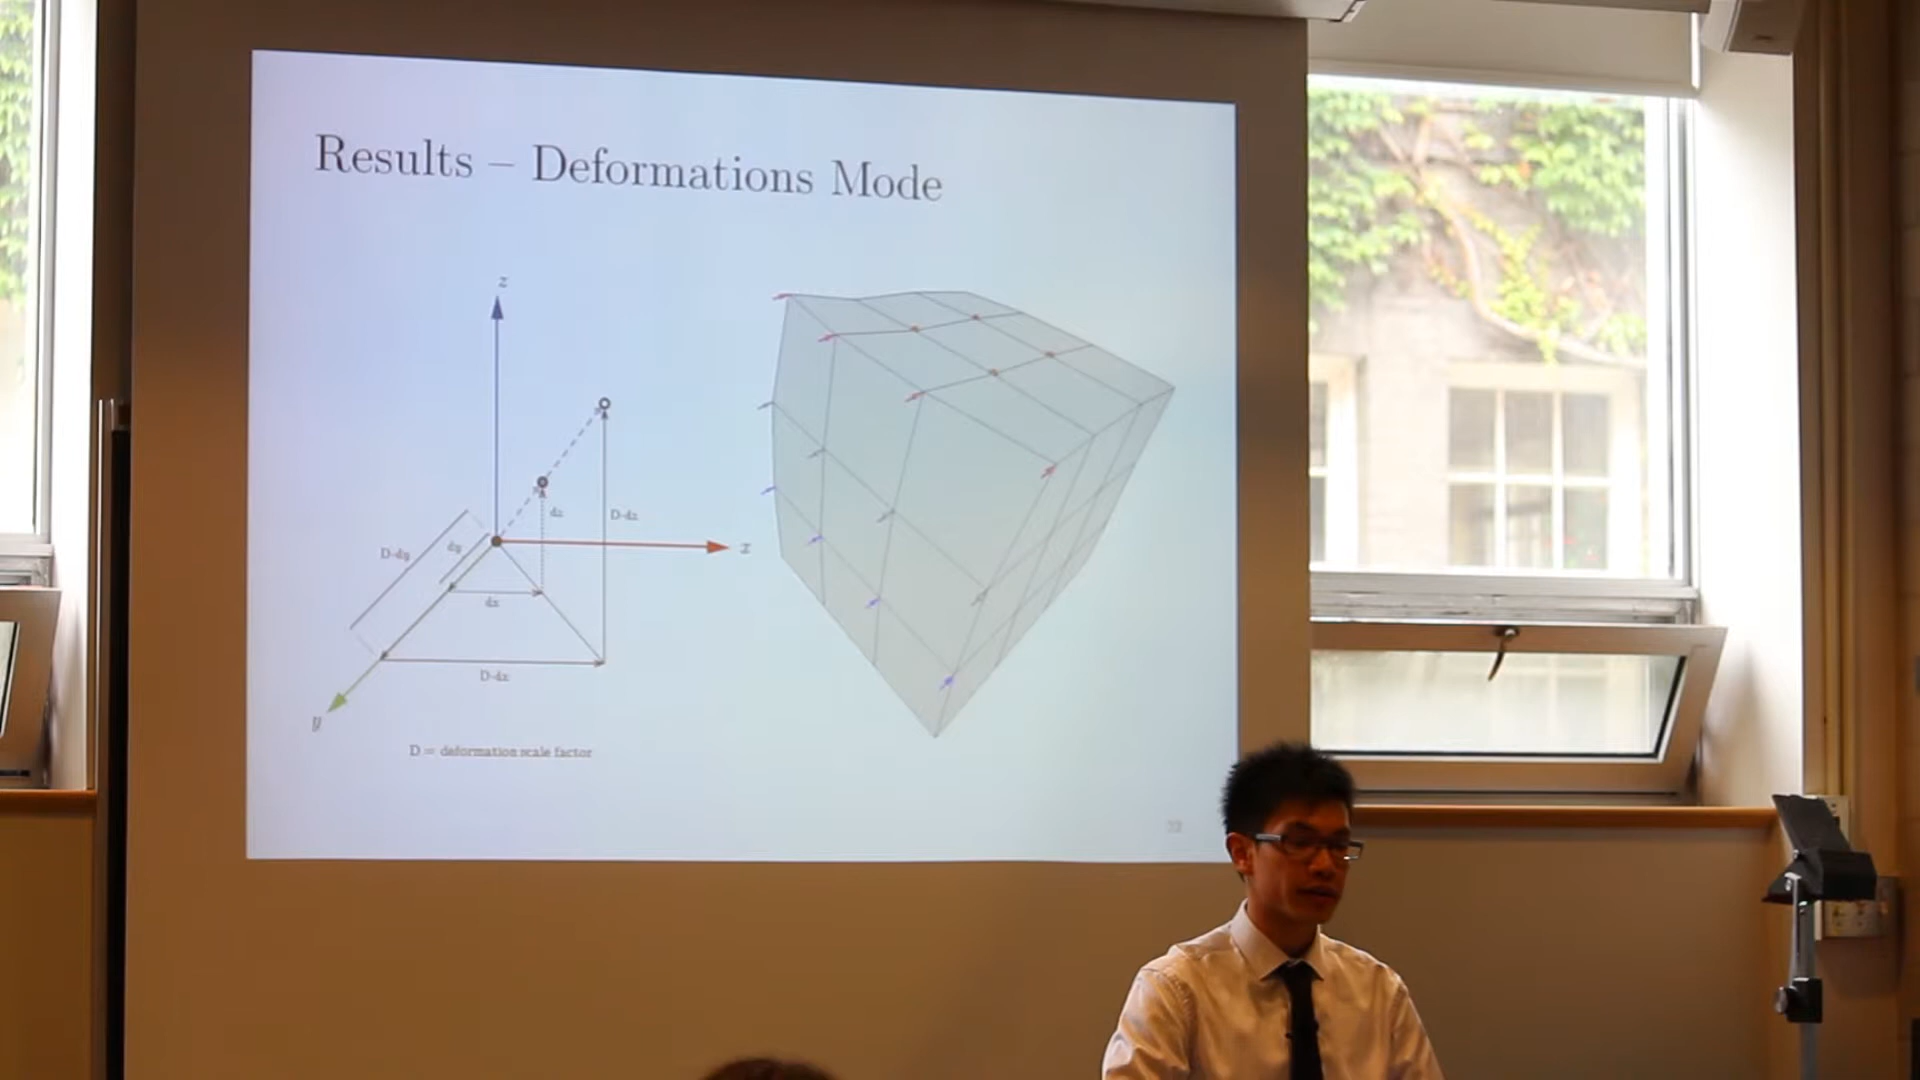 Results – Deformations Mode
z
dz
D·dz
D·dy
dy
x
dx
D·dx
y
D = deformation scale factor